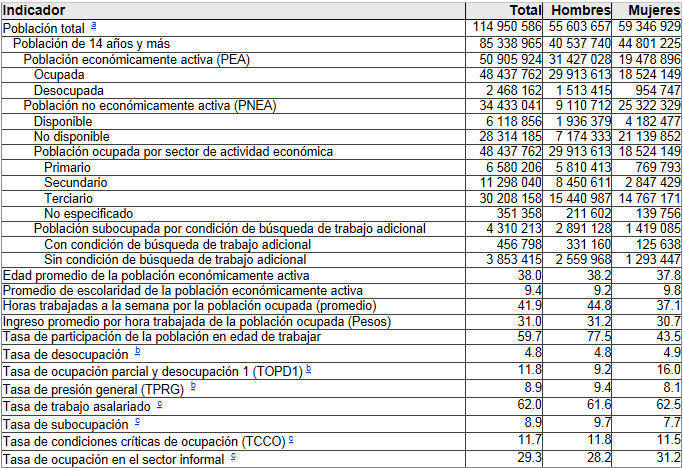 Indicador Total Hombres Mujeres
Población total a 114 950 586 55 603 657 59 346 929
Población de 14 años y más 85 338 965 40 537 740 44 801 225
Población económicamente activa (PEA) 50 905 924 31 427 028 19 478 896
Ocupada 48 437 762 29 913 613 18 524 149
Desocupada 2 468 162 1 513 415 954 747
Población no económicamente activa (PNEA) 34 433 041 9 110 712 25 322 329
Disponible 6 118 856 1 936 379 4 182 477
No disponible 28 314 185 7 174 333 21 139 852
Población ocupada por sector de actividad económica 48 437 762 29 913 613 18 524 149
Primario 6 580 206 5 810 413 769 793
Secundario 11 298 040 8 450 611 2 847 429
Terciario 30 208 158 15 440 987 14 767 171
No especificado 351 358 211 602 139 756
Población subocupada por condición de búsqueda de trabajo adicional 4 310 213 2 891 128 1 419 085
Con condición de búsqueda de trabajo adicional 456 798 331 160 125 638
Sin condición de búsqueda de trabajo adicional 3 853 415 2 559 968 1 293 447
Edad promedio de la población económicamente activa 38.0 38.2 37.8
Promedio de escolaridad de la población económicamente activa 9.4 9.2 9.8
Horas trabajadas a la semana por la población ocupada (promedio) 41.9 44.8 37.1
Ingreso promedio por hora trabajada de la población ocupada (Pesos) 31.0 31.2 30.7
Tasa de participación de la población en edad de trabajar 59.7 77.5 43.5
Tasa de desocupación b 4.8 4.8 4.9
Tasa de ocupación parcial y desocupación 1 (TOPD1) b 11.8 9.2 16.0
Tasa de presión general (TPRG) b 8.9 9.4 8.1
Tasa de trabajo asalariado c 62.0 61.6 62.5
Tasa de subocupación c 8.9 9.7 7.7
Tasa de condiciones críticas de ocupación (TCCO) c 11.7 11.8 11.5
Tasa de ocupación en el sector informal c 29.3 28.2 31.2